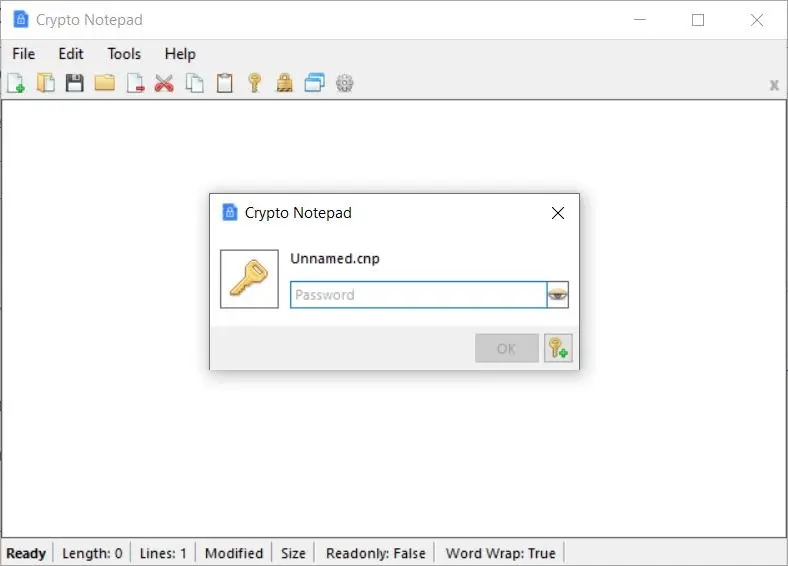 Crypto Notepad
File Edit Tools Help
x
Crypto Notepad
Unnamed.cnp
Password
OK
Ready Length: 0 Lines: 1 Modified Size Readonly: False Word Wrap: True